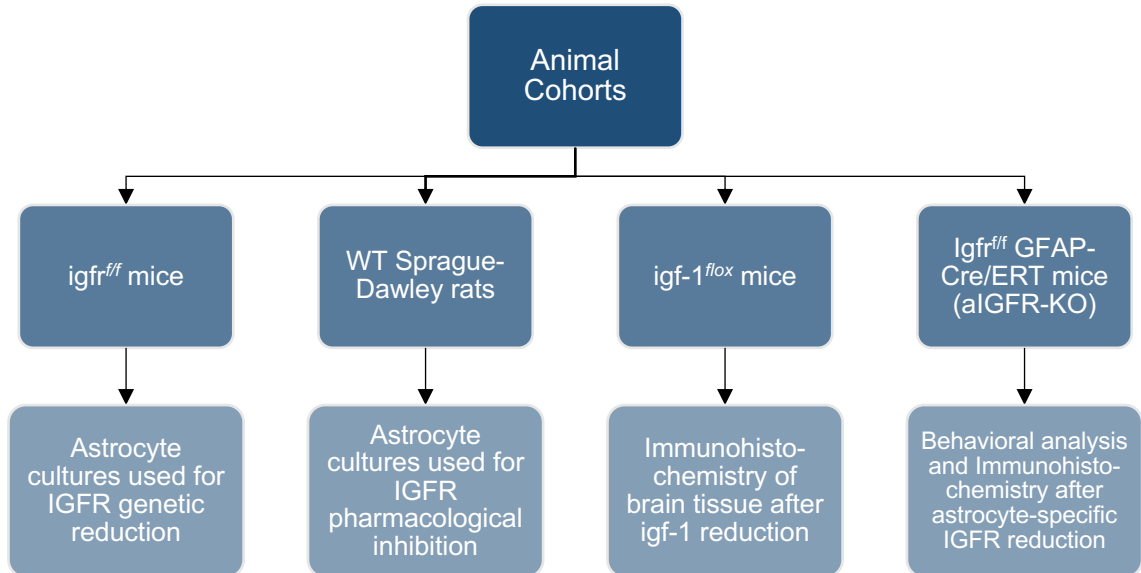 Animal
Cohorts
igfrf/f mice
WT Sprague-
Dawley rats
igf-1flox mice
Igfrf/f GFAP-
Cre/ERT mice
(aIGFR-KO)
Astrocyte
cultures used for
IGFR genetic
reduction
Astrocyte
cultures used for
IGFR
pharmacological
inhibition
Immunohisto-
chemistry of
brain tissue after
igf-1 reduction
Behavioral analysis
and Immunohisto-
chemistry after
astrocyte-specific
IGFR reduction